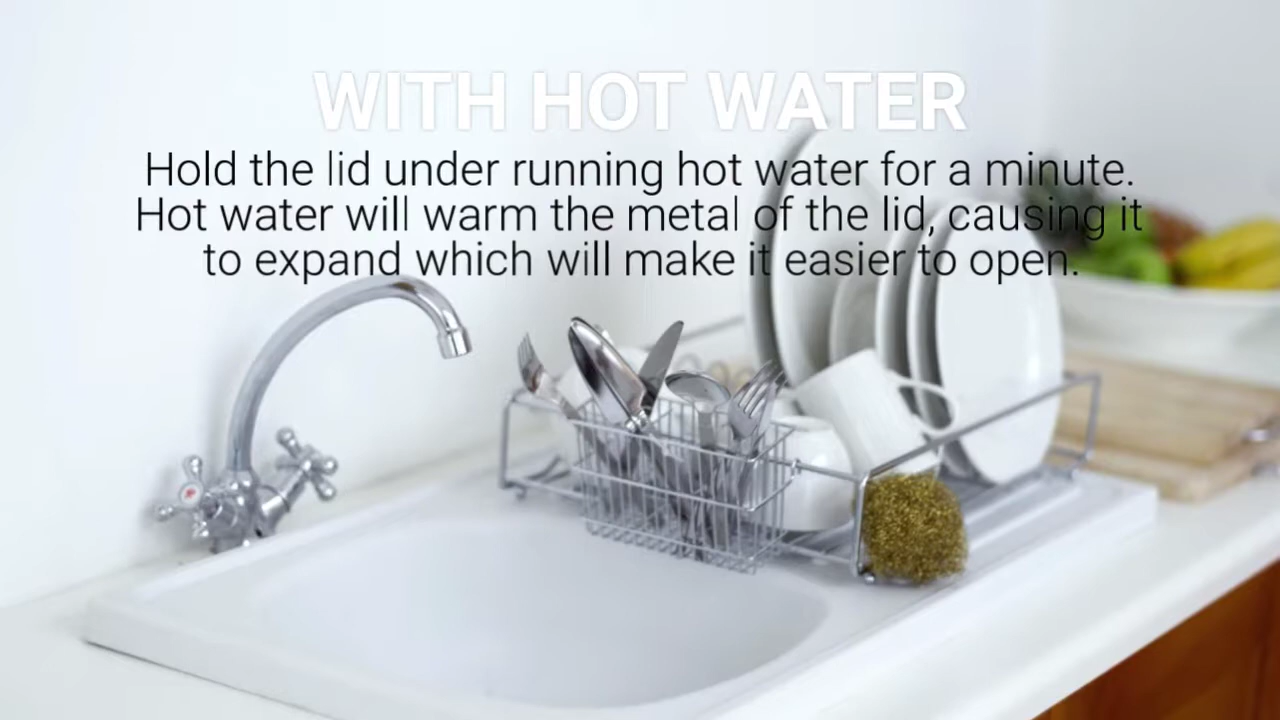 WITH HOT WATER
Hold the lid under running hot water for a minute.
Hot water will warm the metal of the lid, causing it
to expand which will make it easier to open.